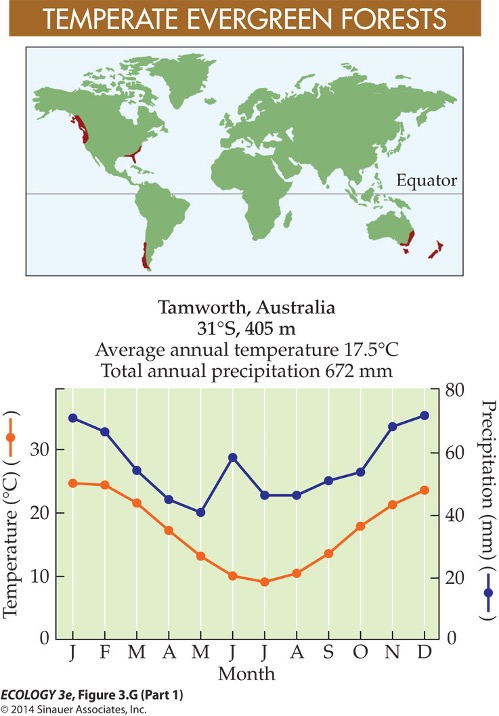 TEMPERATE EVERGREEN FORESTS
Equator
Tamworth, Australia
31°S, 405 m
Average annual temperature 17.5°C
Total annual precipitation 672 mm
Temperature (°C) ( )
30
20
10
0
80
60
40
20
0
Precipitation (mm) ( )
J F M A M J J A S O N D
Month
ECOLOGY 3e, Figure 3.G (Part 1)
© 2014 Sinauer Associates, Inc.